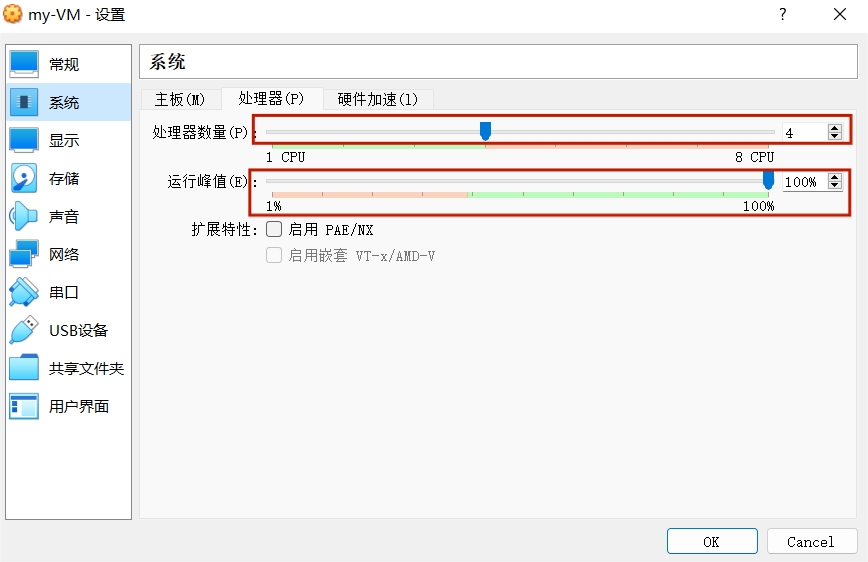 my-VM - 设置
?
常规
系统
显示
存储
声音
网络
串口
USB设备
共享文件夹
用户界面
系统
主板(M) 处理器(P) 硬件加速(l)
处理器数量(P): 4
1 CPU 8 CPU
运行峰值(E): 100%
1% 100%
扩展特性: 启用 PAE/NX
启用嵌套 VT-x/AMD-V
OK Cancel